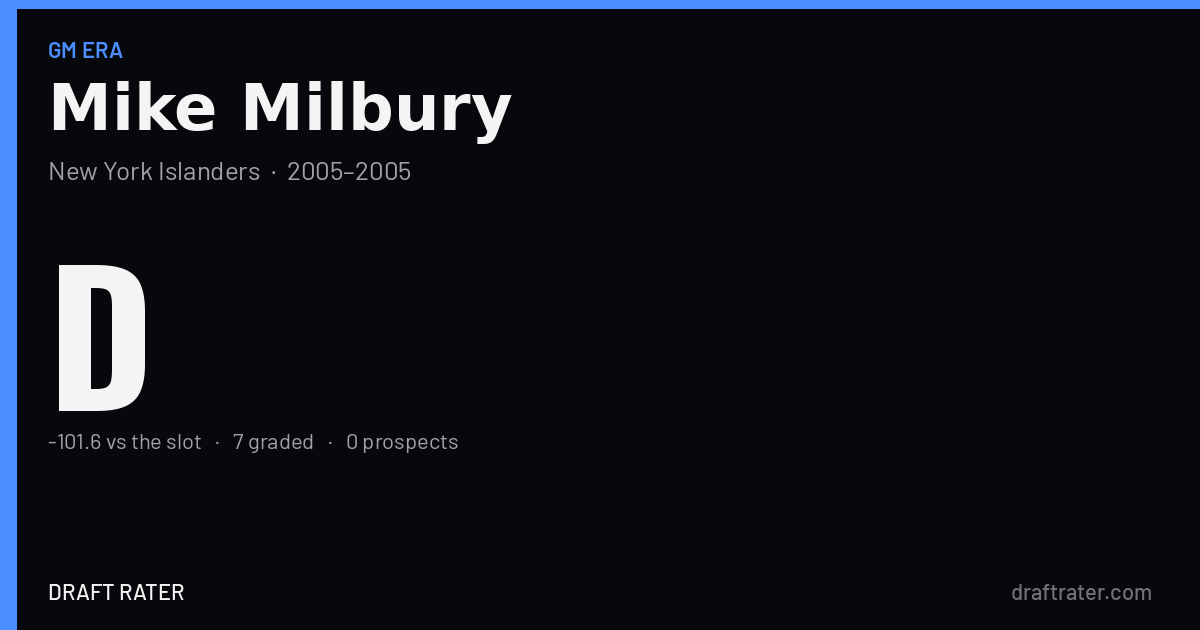 GM ERA
Mike Milbury
New York Islanders · 2005–2005
D
-101.6 vs the slot · 7 graded · 0 prospects
DRAFT RATER
draftrater.com